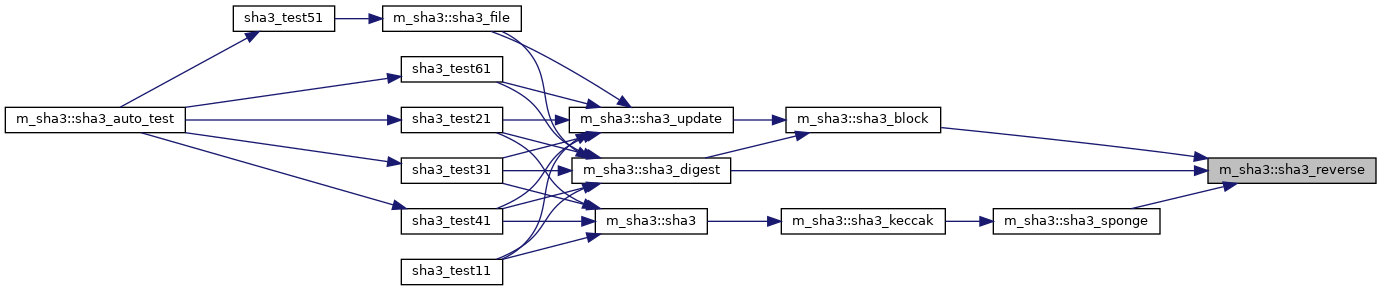 sha3_test51
m_sha3::sha3_file
sha3_test61
m_sha3::sha3_auto_test
sha3_test21
m_sha3::sha3_update
m_sha3::sha3_block
sha3_test31
m_sha3::sha3_digest
m_sha3::sha3_reverse
sha3_test41
m_sha3::sha3
m_sha3::sha3_keccak
m_sha3::sha3_sponge
sha3_test11